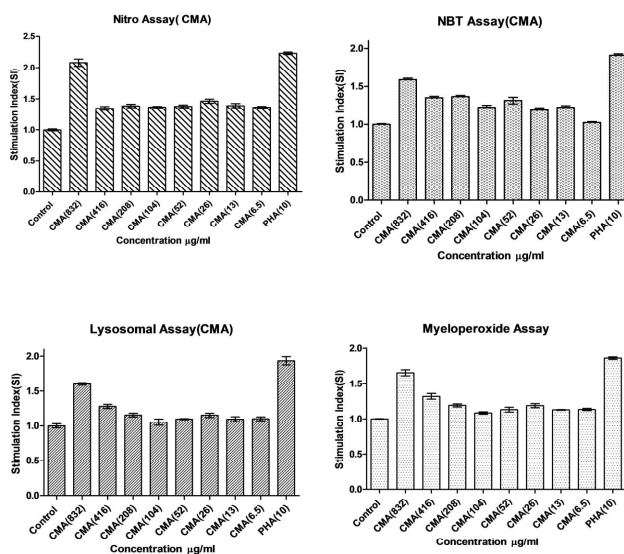 Nitro Assay( CMA)
Stimulation Index(SI)
2.5
2.0
1.5
1.0
0.5
0.0
Control
CMA(832)
CMA(416)
CMA(208)
CMA(104)
CMA(52)
CMA(26)
CMA(13)
CMA(6.5)
PHA(10)
Concentration μg/ml
NBT Assay(CMA)
Stimulation Index(SI)
2.0
1.5
1.0
0.5
0.0
Control
CMA(832)
CMA(416)
CMA(208)
CMA(104)
CMA(52)
CMA(26)
CMA(13)
CMA(6.5)
PHA(10)
Concentration μg/ml
Lysosomal Assay(CMA)
Stimulation Index(SI)
2.0
1.5
1.0
0.5
0.0
Control
CMA(832)
CMA(416)
CMA(208)
CMA(104)
CMA(52)
CMA(26)
CMA(13)
CMA(6.5)
PHA(10)
Concentration μg/ml
Myeloperoxide Assay
Stimulation Index(SI)
2.0
1.5
1.0
0.5
0.0
Control
CMA(832)
CMA(416)
CMA(208)
CMA(104)
CMA(52)
CMA(26)
CMA(13)
CMA(6.5)
PHA(10)
Concentration μg/ml